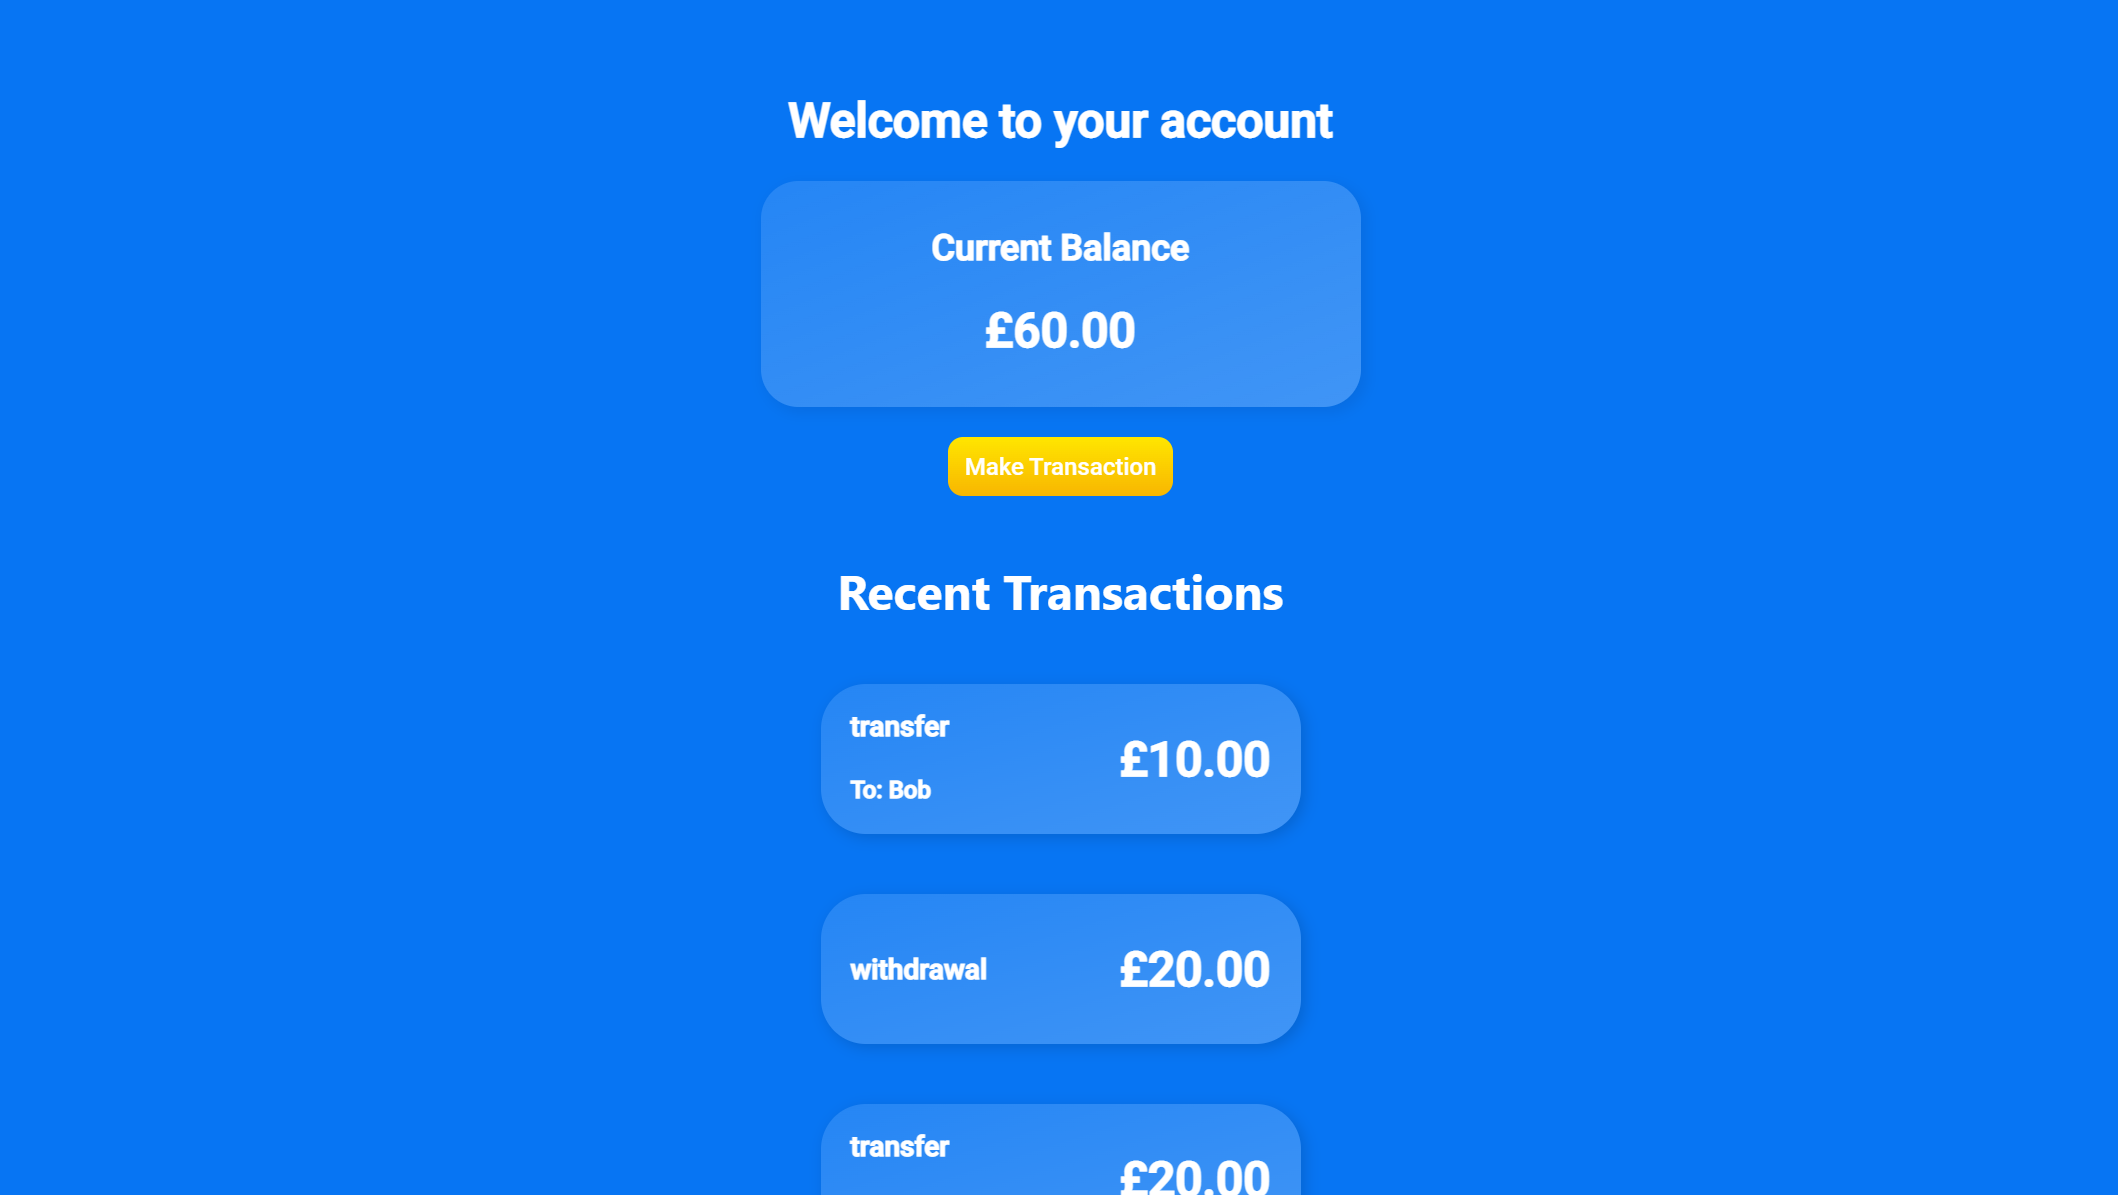 Welcome to your account
Current Balance
£60.00
Make Transaction
Recent Transactions
transfer
£10.00
To: Bob
withdrawal
£20.00
transfer
£20.00